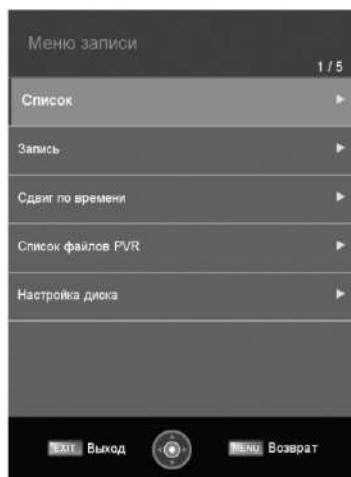 Меню записи
1 / 5
Список
Запись
Сдвиг по времени
Список файлов PVR
Настройка диска
EXIT Выход MENU Возврат